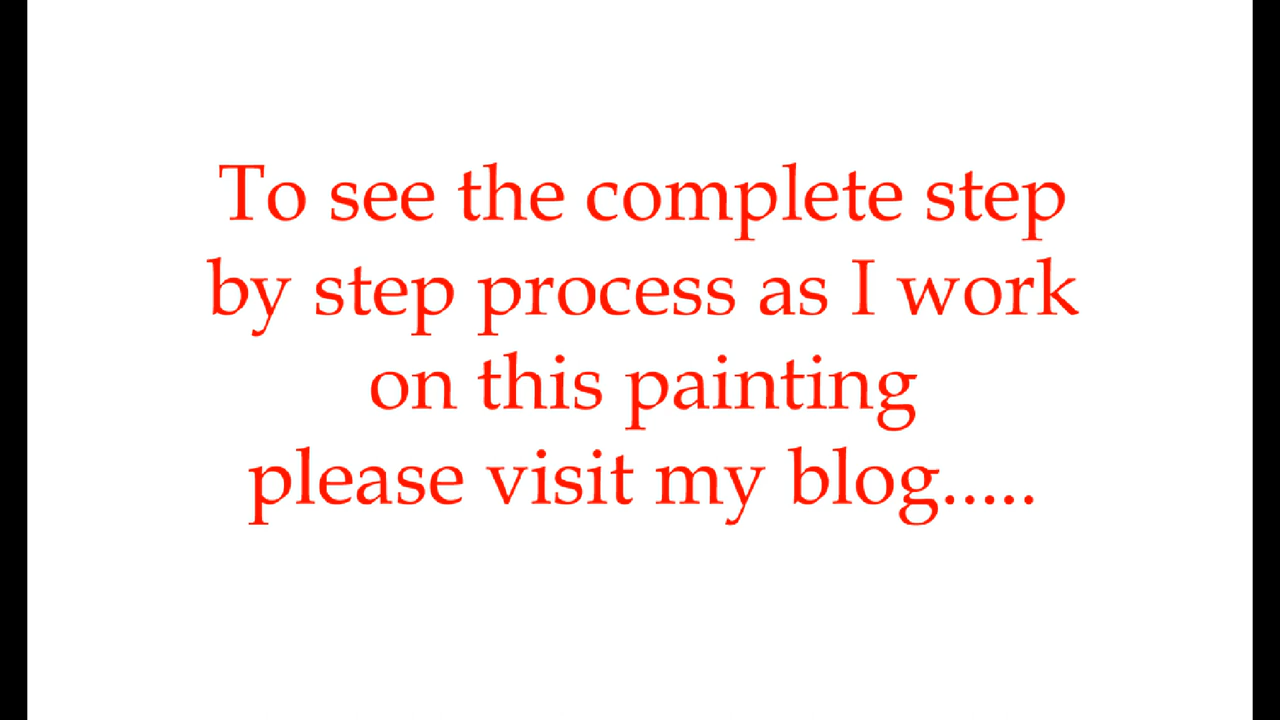 To see the complete step
by step process as I work
on this painting
please visit my blog.....